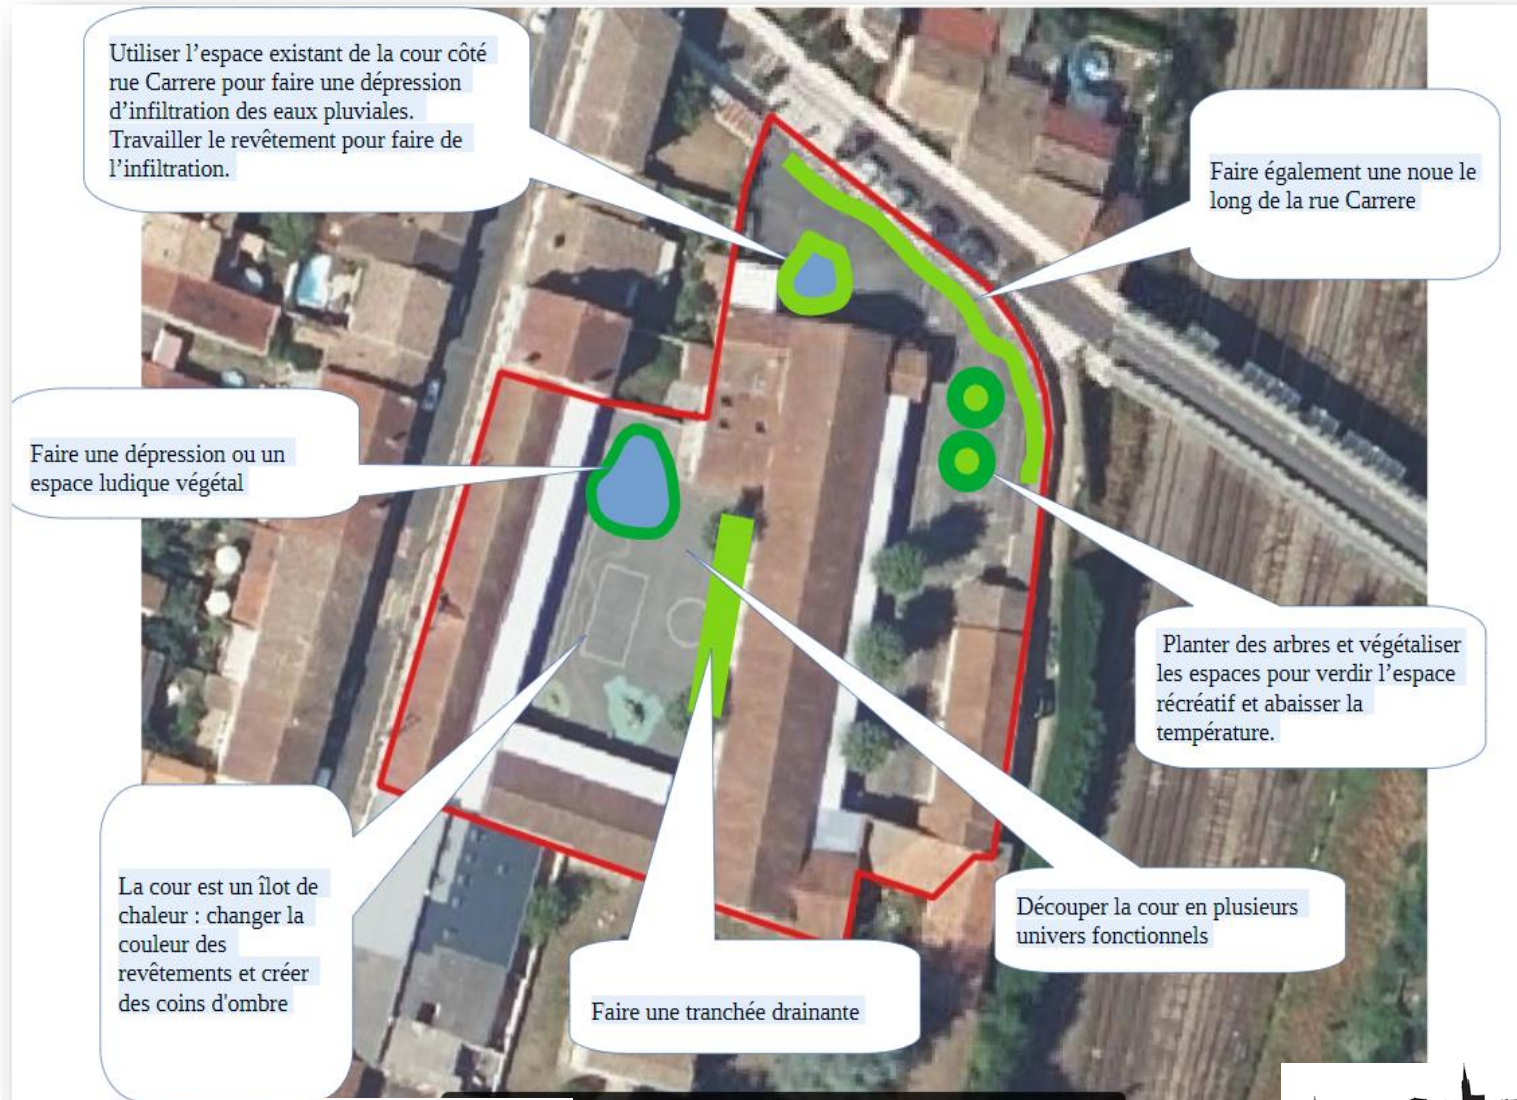 Utiliser l’espace existant de la cour côté
rue Carrere pour faire une dépression
d’infiltration des eaux pluviales.
Travailler le revêtement pour faire de
l’infiltration.
Faire également une noue le
long de la rue Carrere
Faire une dépression ou un
espace ludique végétal
Planter des arbres et végétaliser
les espaces pour verdir l’espace
récréatif et abaisser la
température.
La cour est un îlot de
chaleur : changer la
couleur des
revêtements et créer
des coins d'ombre
Découper la cour en plusieurs
univers fonctionnels
Faire une tranchée drainante